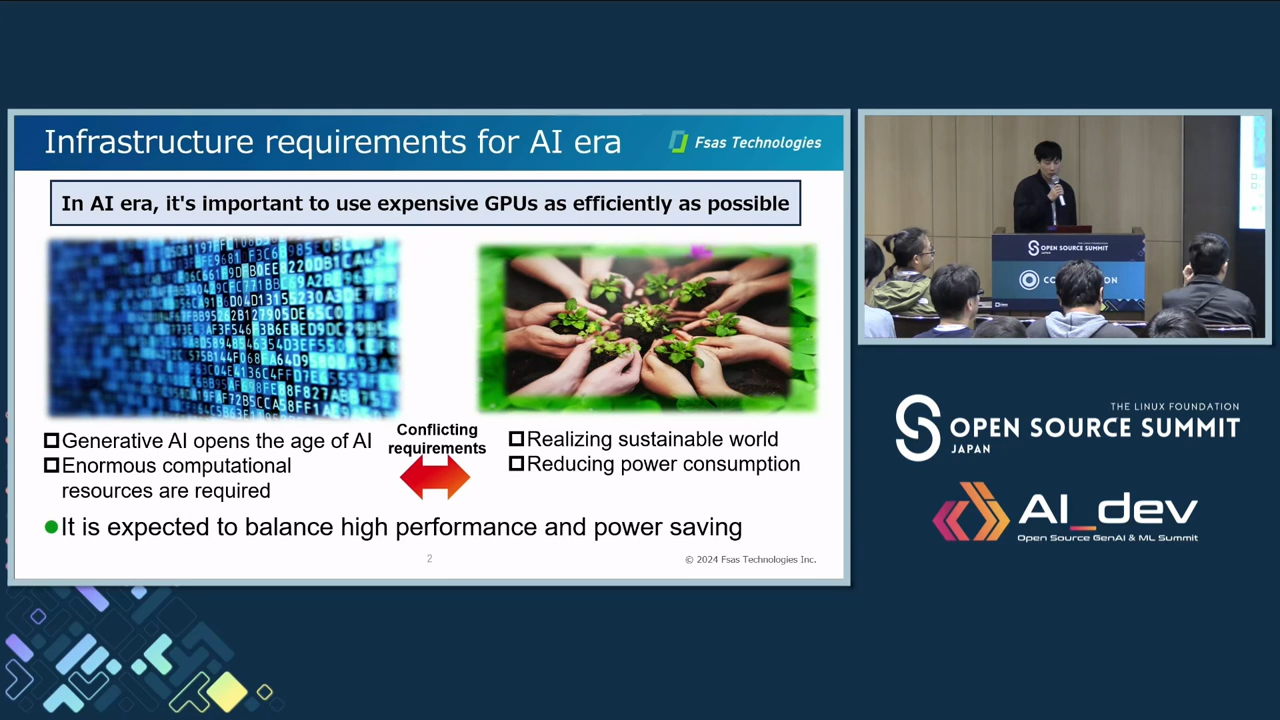 Infrastructure requirements for AI era
Fsas Technologies
In AI era, it's important to use expensive GPUs as efficiently as possible
Generative AI opens the age of AI
Enormous computational
resources are required
Conflicting
requirements
Realizing sustainable world
Reducing power consumption
It is expected to balance high performance and power saving
2
© 2024 Fsas Technologies Inc.
OPEN SOURCE SUMMIT
JAPAN
THE LINUX FOUNDATION
OPEN SOURCE SUMMIT
JAPAN
AI_dev
Open Source GenAI & ML Summit